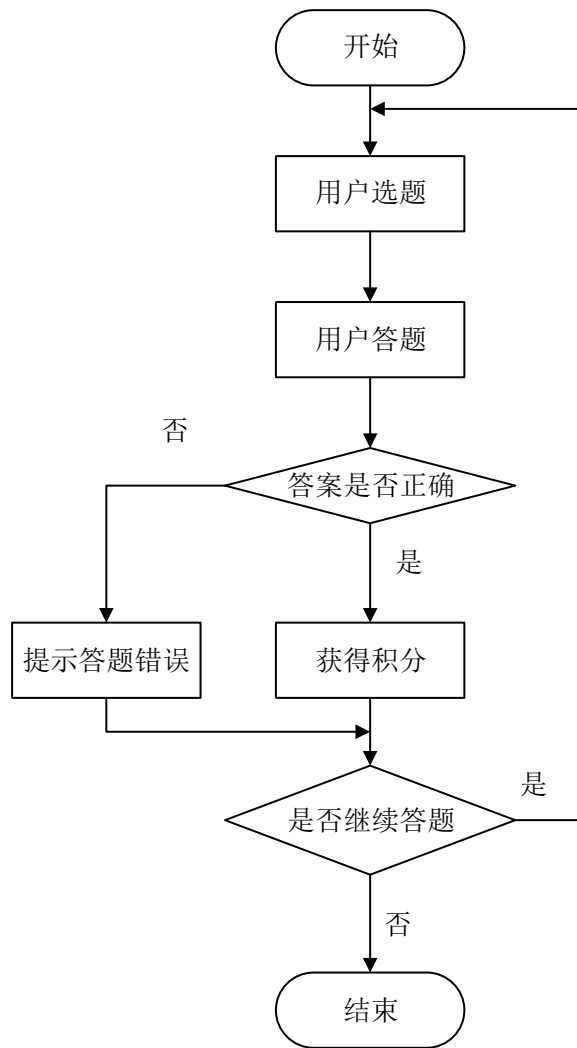 开始
用户选题
用户答题
否
答案是否正确
是
提示答题错误
获得积分
是
是否继续答题
否
结束